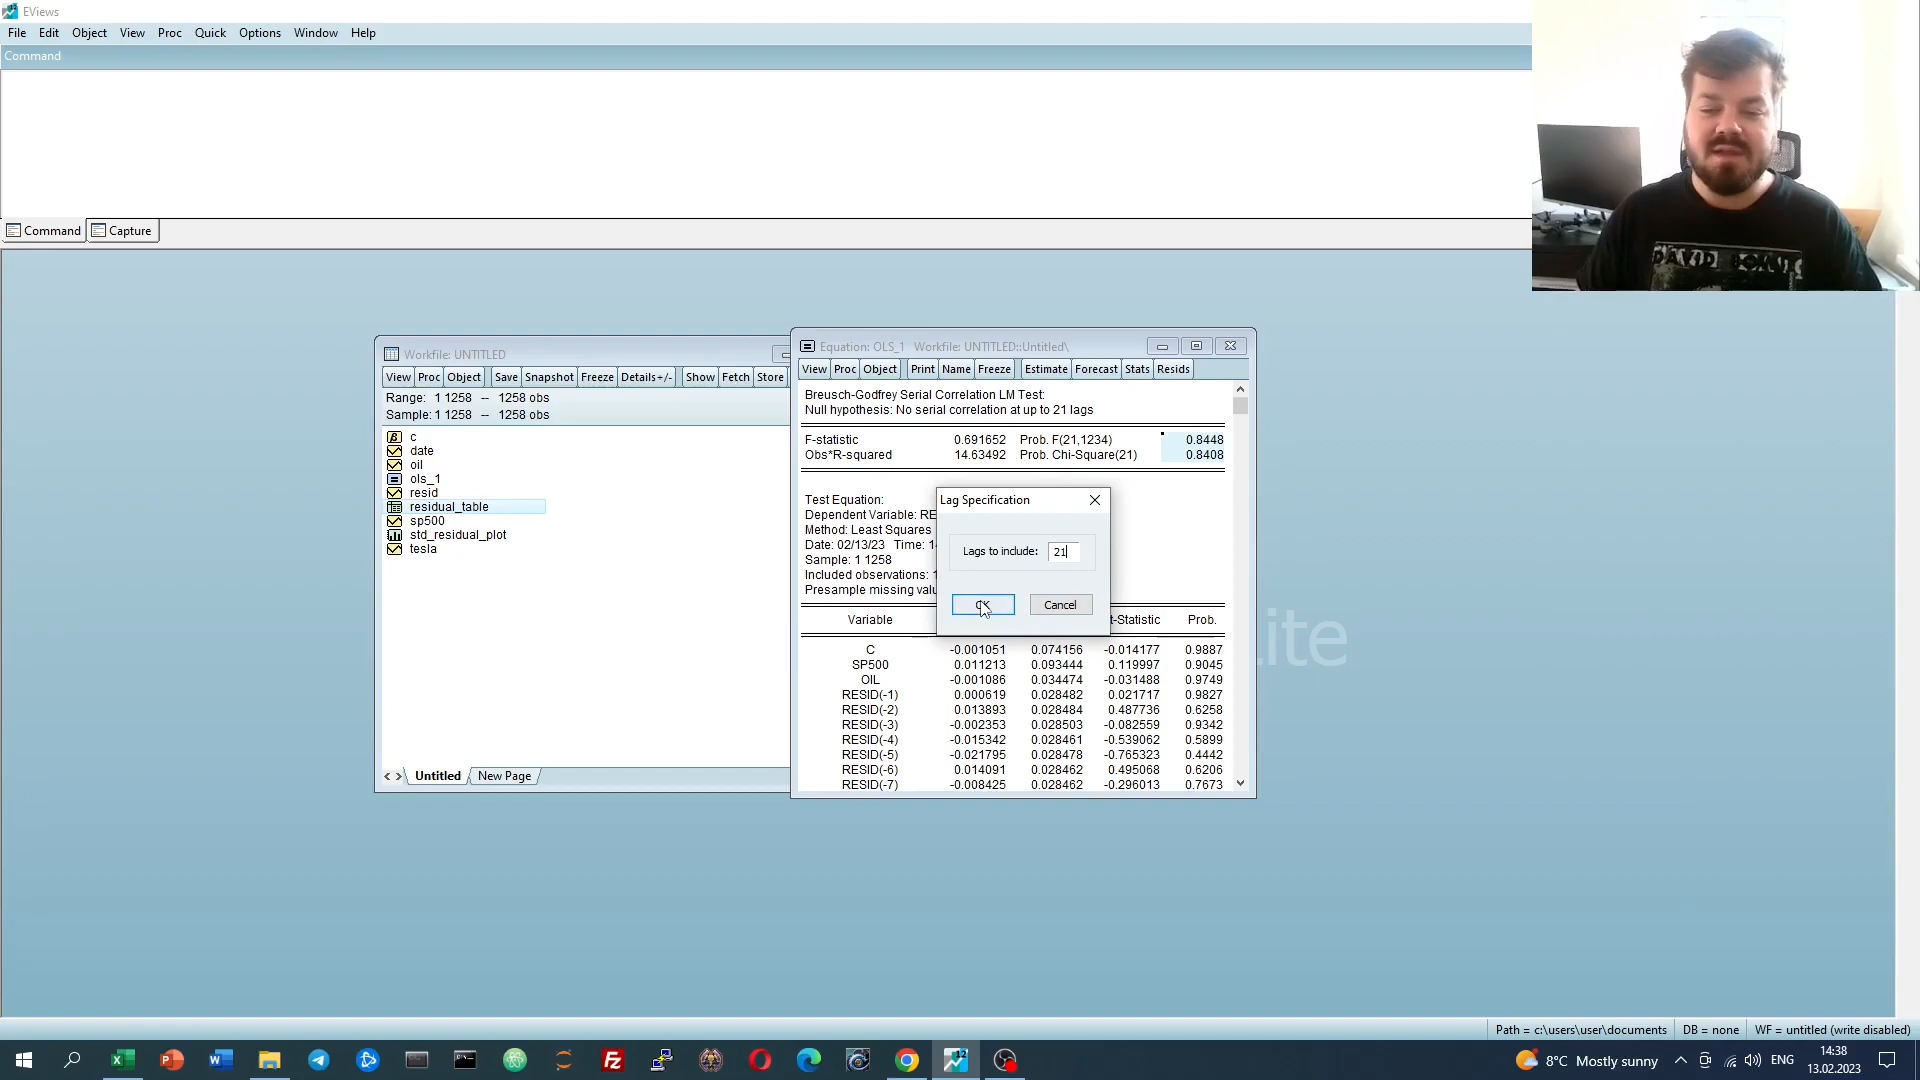 EViews
File Edit Object View Proc Quick Options Window Help
Command
Command Capture
DAVID
Workfile: UNTITLED
View Proc Object Save Snapshot Freeze Details+/- Show Fetch Store
Range: 1 1258 -- 1258 obs
Sample: 1 1258 -- 1258 obs
c
date
oil
ols_1
resid
residual_table
sp500
std_residual_plot
tesla
Untitled New Page
Equation: OLS_1 Workfile: UNTITLED::Untitled\
View Proc Object Print Name Freeze Estimate Forecast Stats Resids
Breusch-Godfrey Serial Correlation LM Test:
Null hypothesis: No serial correlation at up to 21 lags
F-statistic 0.691652 Prob. F(21,1234) 0.8448
Obs*R-squared 14.63492 Prob. Chi-Square(21) 0.8408
Test Equation:
Dependent Variable: RE
Method: Least Squares
Date: 02/13/23 Time: 1
Sample: 1 1258
Included observations: 1
Presample missing valu
Variable t-Statistic Prob.
C -0.001051 0.074156 -0.014177 0.9887
SP500 0.011213 0.093444 0.119997 0.9045
OIL -0.001086 0.034474 -0.031488 0.9749
RESID(-1) 0.000619 0.028482 0.021717 0.9827
RESID(-2) 0.013893 0.028484 0.487736 0.6258
RESID(-3) -0.002353 0.028503 -0.082559 0.9342
RESID(-4) -0.015342 0.028461 -0.539062 0.5899
RESID(-5) -0.021795 0.028478 -0.765323 0.4442
RESID(-6) 0.014091 0.028462 0.495068 0.6206
RESID(-7) -0.008425 0.028462 -0.296013 0.7673
Lag Specification
Lags to include: 21
OK Cancel
ite
Path = c:\users\user\documents DB = none WF = untitled (write disabled)
8°C Mostly sunny ENG 14:38
13.02.2023